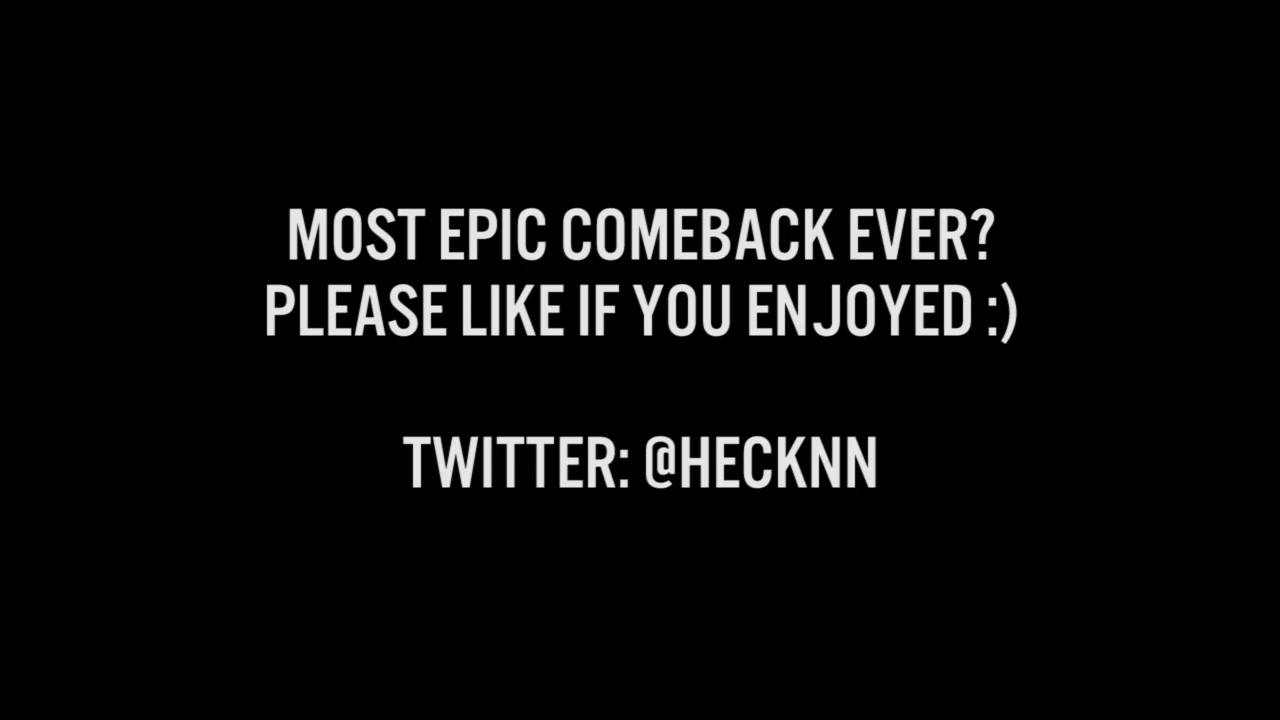 MOST EPIC COMEBACK EVER?
PLEASE LIKE IF YOU ENJOYED :)
TWITTER: @HECKNN